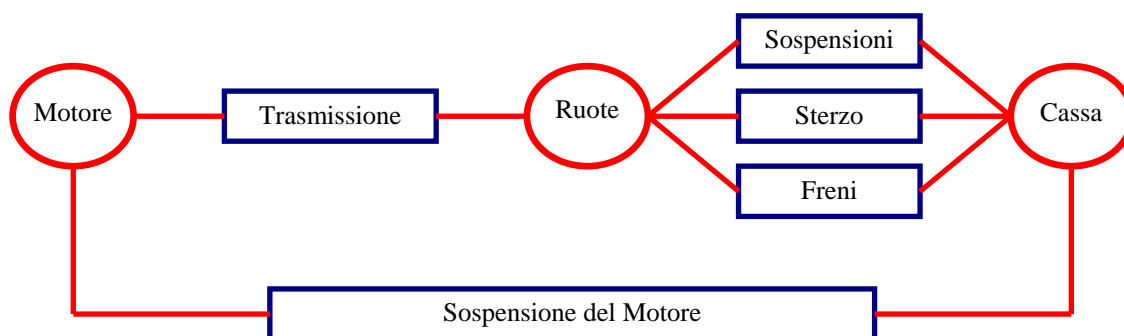 Sospensioni
Motore
Trasmissione
Ruote
Sterzo
Cassa
Freni
Sospensione del Motore